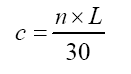 c = n × L / 30